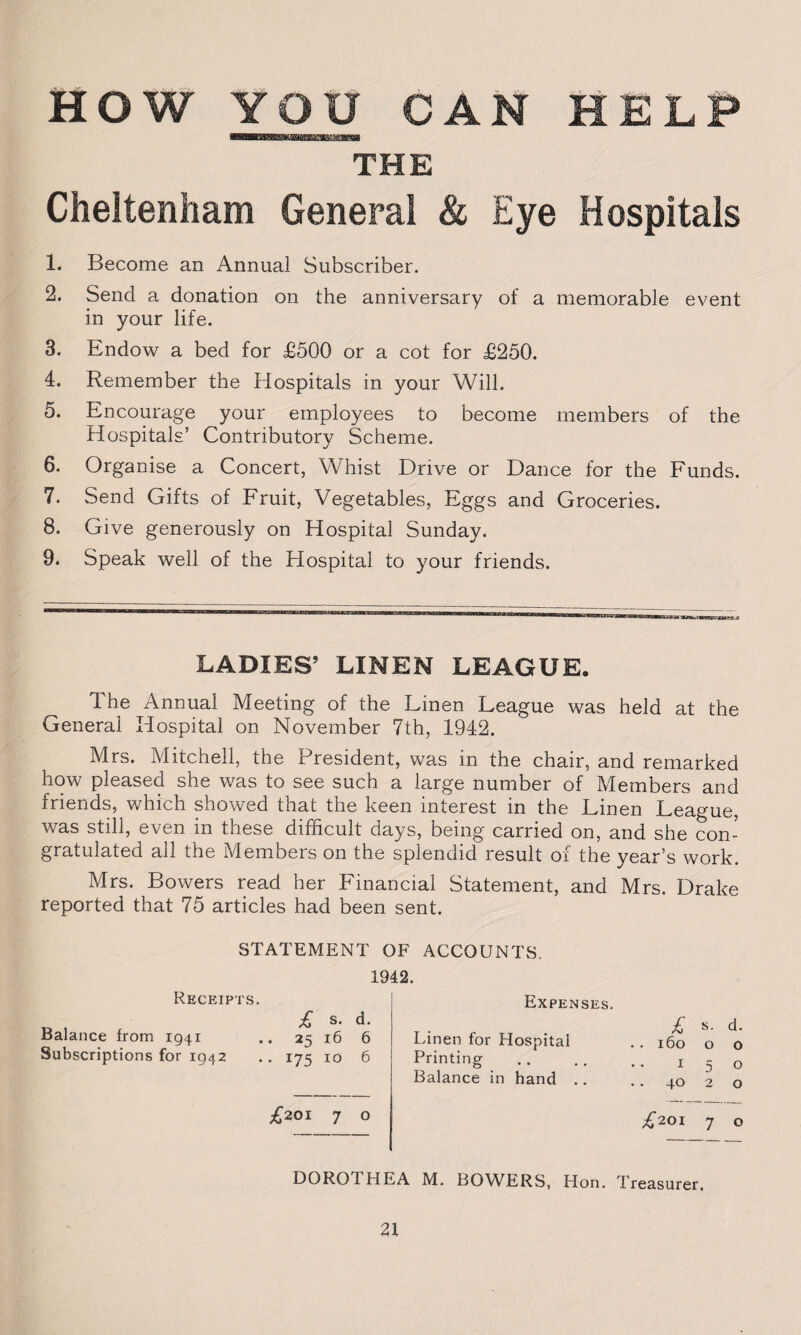 HOW YOU CAN HELP
THE
Cheltenham General & Eye Hospitals
1. Become an Annual Subscriber.
2. Send a donation on the anniversary of a memorable event
in your life.
3. Endow a bed for £500 or a cot for £250.
4. Remember the Hospitals in your Will.
5. Encourage your employees to become members of the
Hospitals' Contributory Scheme.
6. Organise a Concert, Whist Drive or Dance for the Funds.
7. Send Gifts of Fruit, Vegetables, Eggs and Groceries.
8. Give generously on Hospital Sunday.
9. Speak well of the Hospital to your friends.
LADIES' LINEN LEAGUE.
The Annual Meeting of the Linen League was held at the
General Hospital on November 7th, 1942.
Mrs. Mitchell, the President, was in the chair, and remarked
how pleased she was to see such a large number of Members and
friends, which showed that the keen interest in the Linen League,
was still, even in these difficult days, being carried on, and she con-
gratulated all the Members on the splendid result of the year's work.
Mrs. Bowers read her Financial Statement, and Mrs. Drake
reported that 75 articles had been sent.
STATEMENT OF ACCOUNTS.
1942.
Receipts.
£ s. d.
Balance from 1941 .. 25 16 6
Subscriptions for 1942 .. 175 10 6
£201 7 0
Expenses.
£ s. d.
Linen for Hospital .. 160 0 0
Printing .. .. .. 1 5 0
Balance in hand .. .. 40 2 0
£201 7 0
DOROTHEA M. BOWERS, Hon. Treasurer.
21